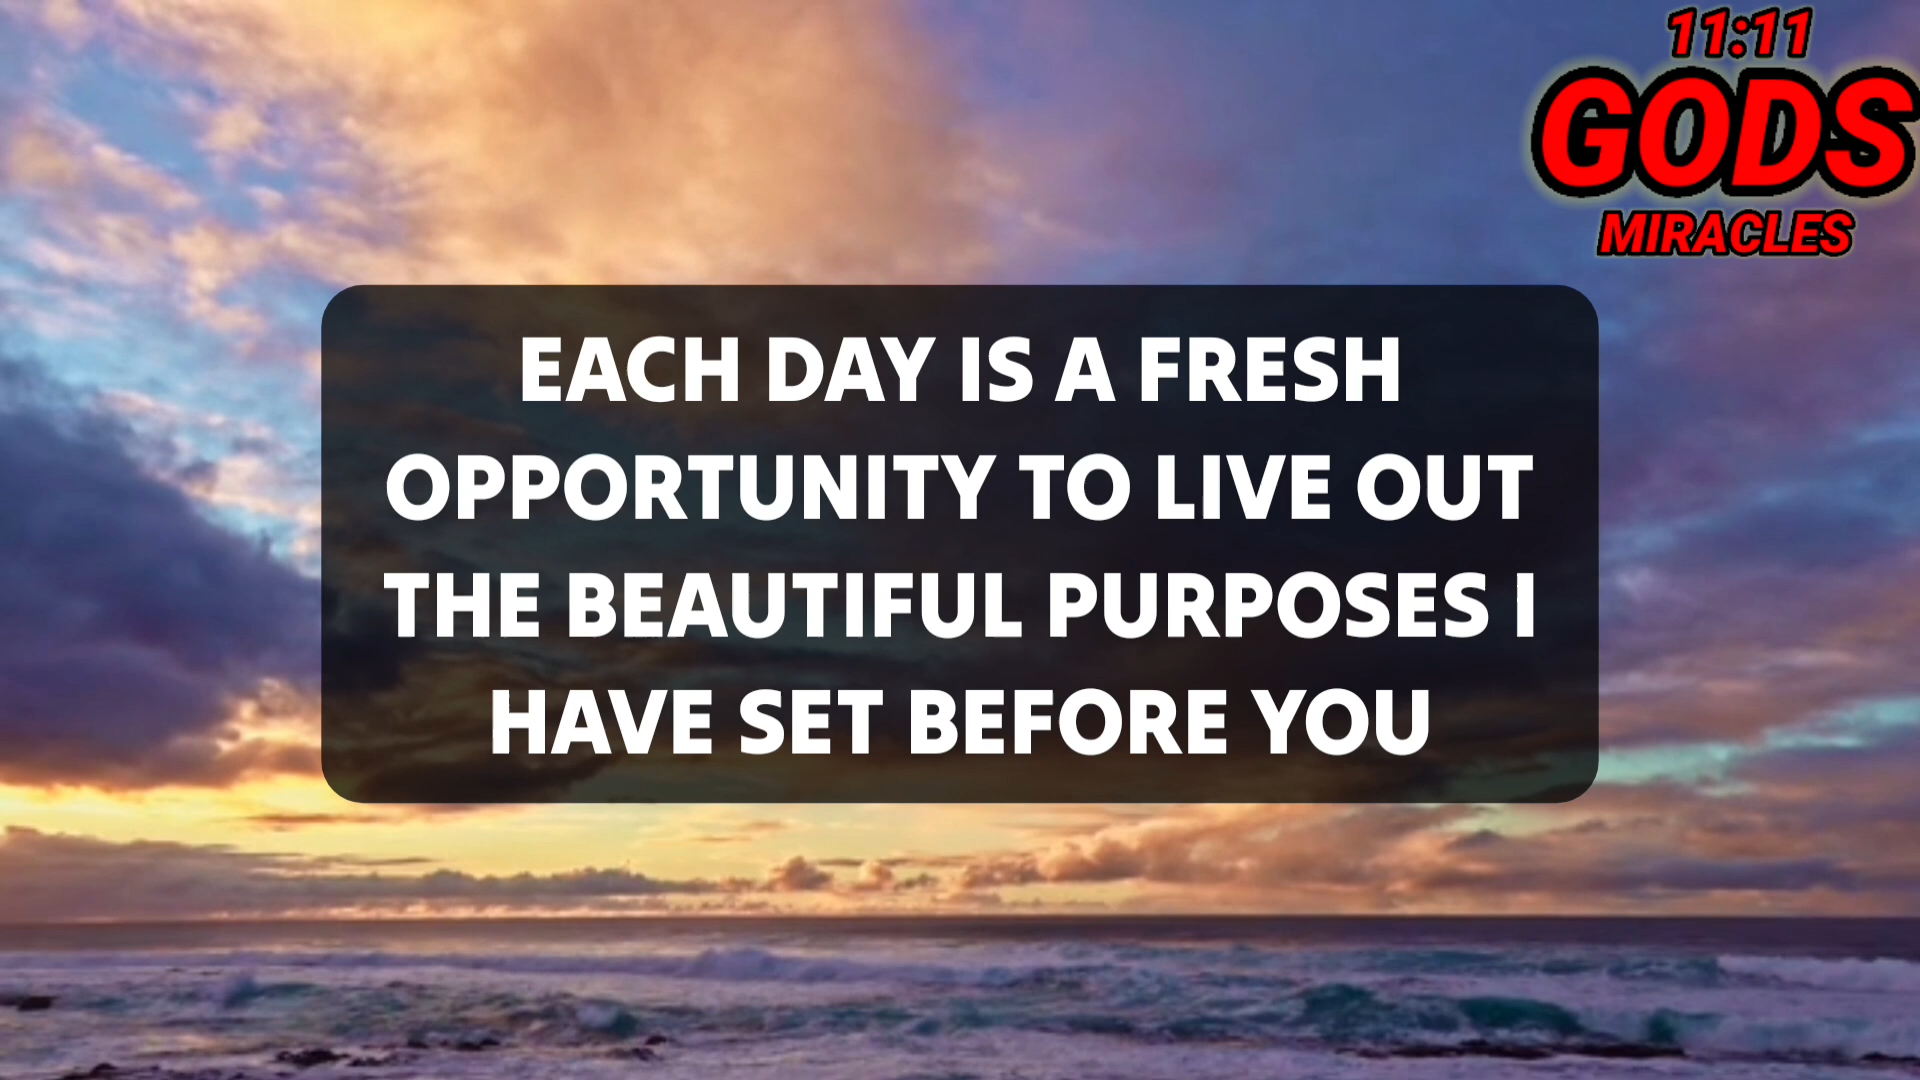 11:11
GODS
MIRACLES
EACH DAY IS A FRESH
OPPORTUNITY TO LIVE OUT
THE BEAUTIFUL PURPOSES I
HAVE SET BEFORE YOU